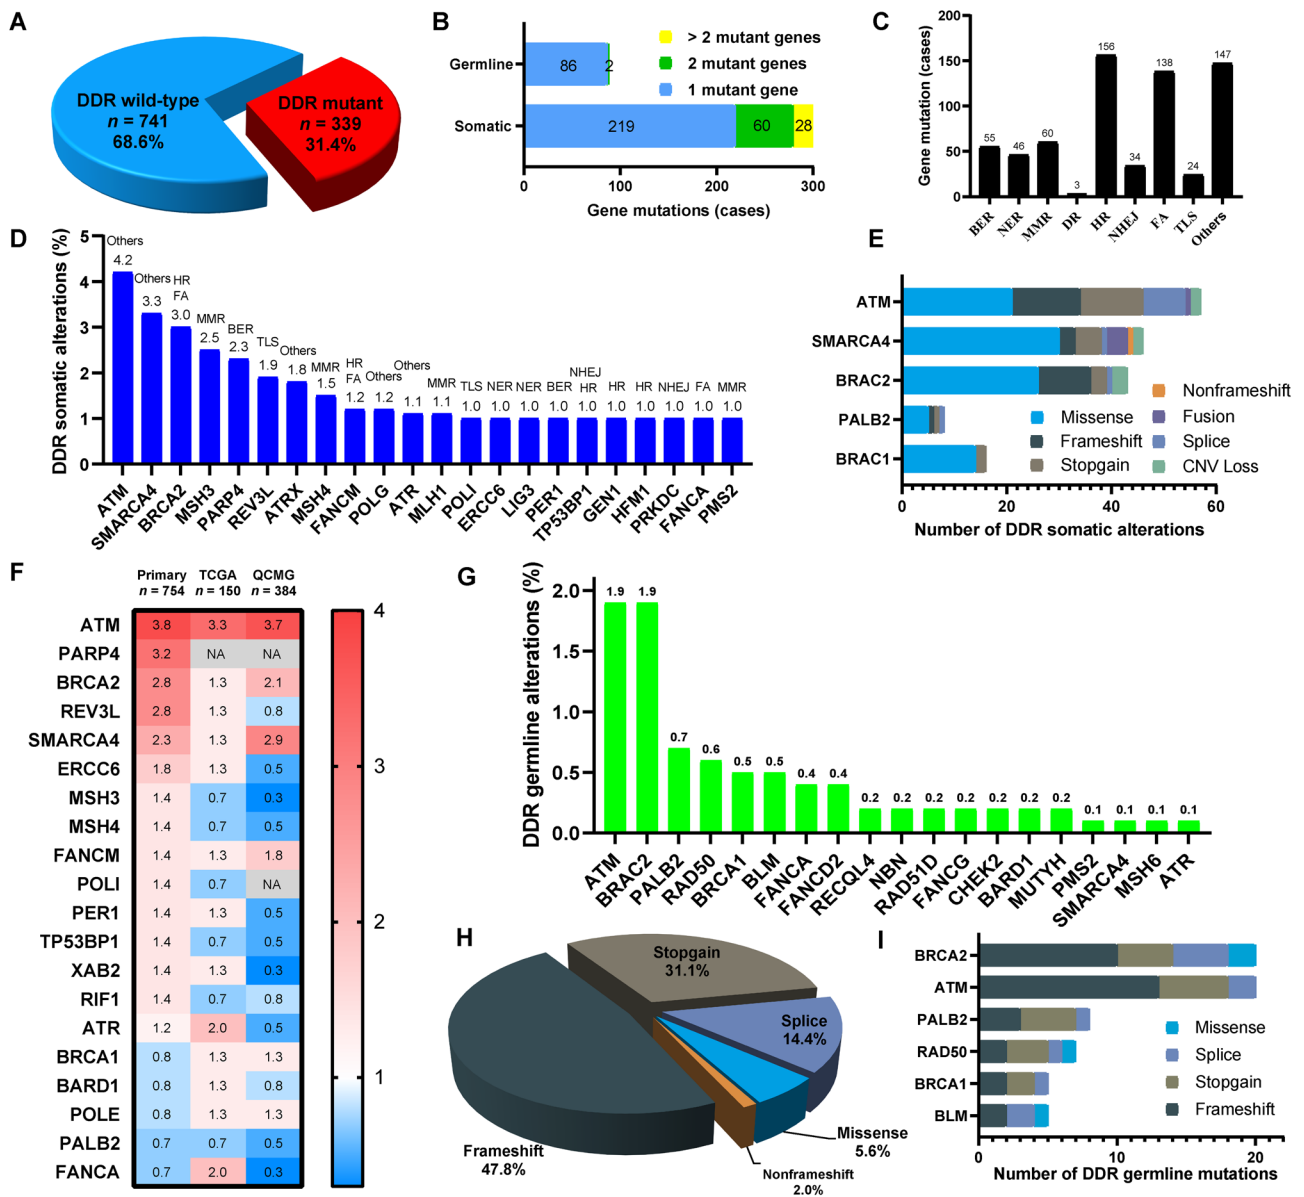 A
DDR wild-type
n = 741
68.6%
DDR mutant
n = 339
31.4%
B
> 2 mutant genes
2 mutant genes
1 mutant gene
Germline
86
2
Somatic
219
60
28
0
100
200
300
Gene mutations (cases)
C
Gene mutation (cases)
200
150
100
50
0
55
46
60
3
156
34
138
24
147
BER
NER
MMR
DR
HR
NHEJ
FA
TLS
Others
D
DDR somatic alterations (%)
5
4
3
2
1
0
Others
4.2
Others
3.3
HR
FA
3.0
MMR
2.5
BER
2.3
TLS
1.9
Others
1.8
MMR
1.5
HR
FA
1.2
Others
1.2
Others
1.1
MMR
1.1
TLS
1.0
NER
1.0
NER
1.0
BER
1.0
NHEJ
HR
1.0
HR
1.0
HR
1.0
NHEJ
1.0
FA
1.0
MMR
1.0
ATM
SMARCA4
BRCA2
MSH3
PARP4
REV3L
ATRX
MSH4
FANCM
POLG
ATR
MLH1
POLI
ERCC6
LIG3
PER1
TP53BP1
GEN1
HFM1
PRKDC
FANCA
PMS2
E
ATM
SMARCA4
BRAC2
PALB2
BRAC1
Missense
Frameshift
Stopgain
Nonframeshift
Fusion
Splice
CNV Loss
0
20
40
60
Number of DDR somatic alterations
F
Primary
n = 754
TCGA
n = 150
QCMG
n = 384
ATM 3.8 3.3 3.7
PARP4 3.2 NA NA
BRCA2 2.8 1.3 2.1
REV3L 2.8 1.3 0.8
SMARCA4 2.3 1.3 2.9
ERCC6 1.8 1.3 0.5
MSH3 1.4 0.7 0.3
MSH4 1.4 0.7 0.5
FANCM 1.4 1.3 1.8
POLI 1.4 0.7 NA
PER1 1.4 1.3 0.5
TP53BP1 1.4 0.7 0.5
XAB2 1.4 1.3 0.3
RIF1 1.4 0.7 0.8
ATR 1.2 2.0 0.5
BRCA1 0.8 1.3 1.3
BARD1 0.8 1.3 0.8
POLE 0.8 1.3 1.3
PALB2 0.7 0.7 0.5
FANCA 0.7 2.0 0.3
4
3
2
1
G
DDR germline alterations (%)
2.0
1.5
1.0
0.5
0.0
1.9
1.9
0.7
0.6
0.5
0.5
0.4
0.4
0.2
0.2
0.2
0.2
0.2
0.2
0.2
0.1
0.1
0.1
0.1
ATM
BRAC2
PALB2
RAD50
BRCA1
BLM
FANCA
FANCD2
RECQL4
NBN
RAD51D
FANCG
CHEK2
BARD1
MUTYH
PMS2
SMARCA4
MSH6
ATR
H
Stopgain
31.1%
Splice
14.4%
Missense
5.6%
Nonframeshift
2.0%
Frameshift
47.8%
I
BRCA2
ATM
PALB2
RAD50
BRCA1
BLM
Missense
Splice
Stopgain
Frameshift
0
10
20
Number of DDR germline mutations